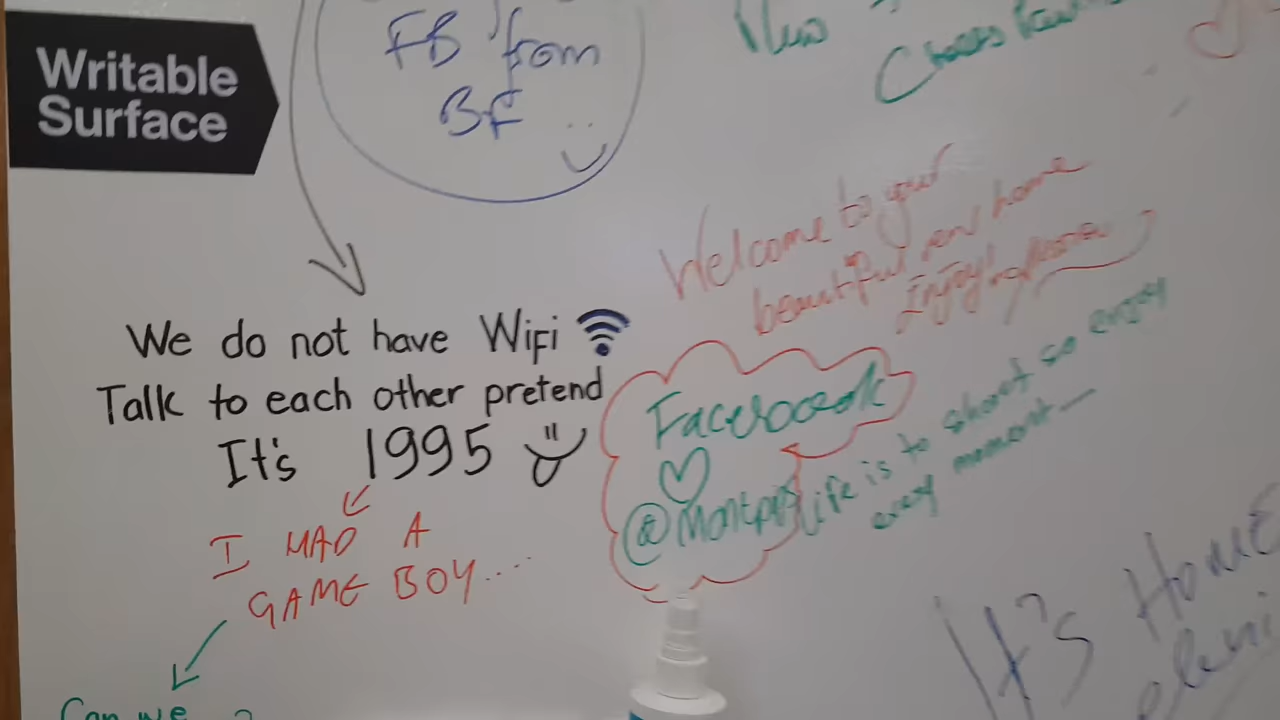 Writable
Surface
FB from
BF
Cheers
Welcome to your
beautiful new home
Enjoy!
We do not have Wifi
Talk to each other pretend
It's 1995
I HAD A
GAME BOY....
Can we
Facebook
@
Life is to short so enjoy
every moment
It's Home